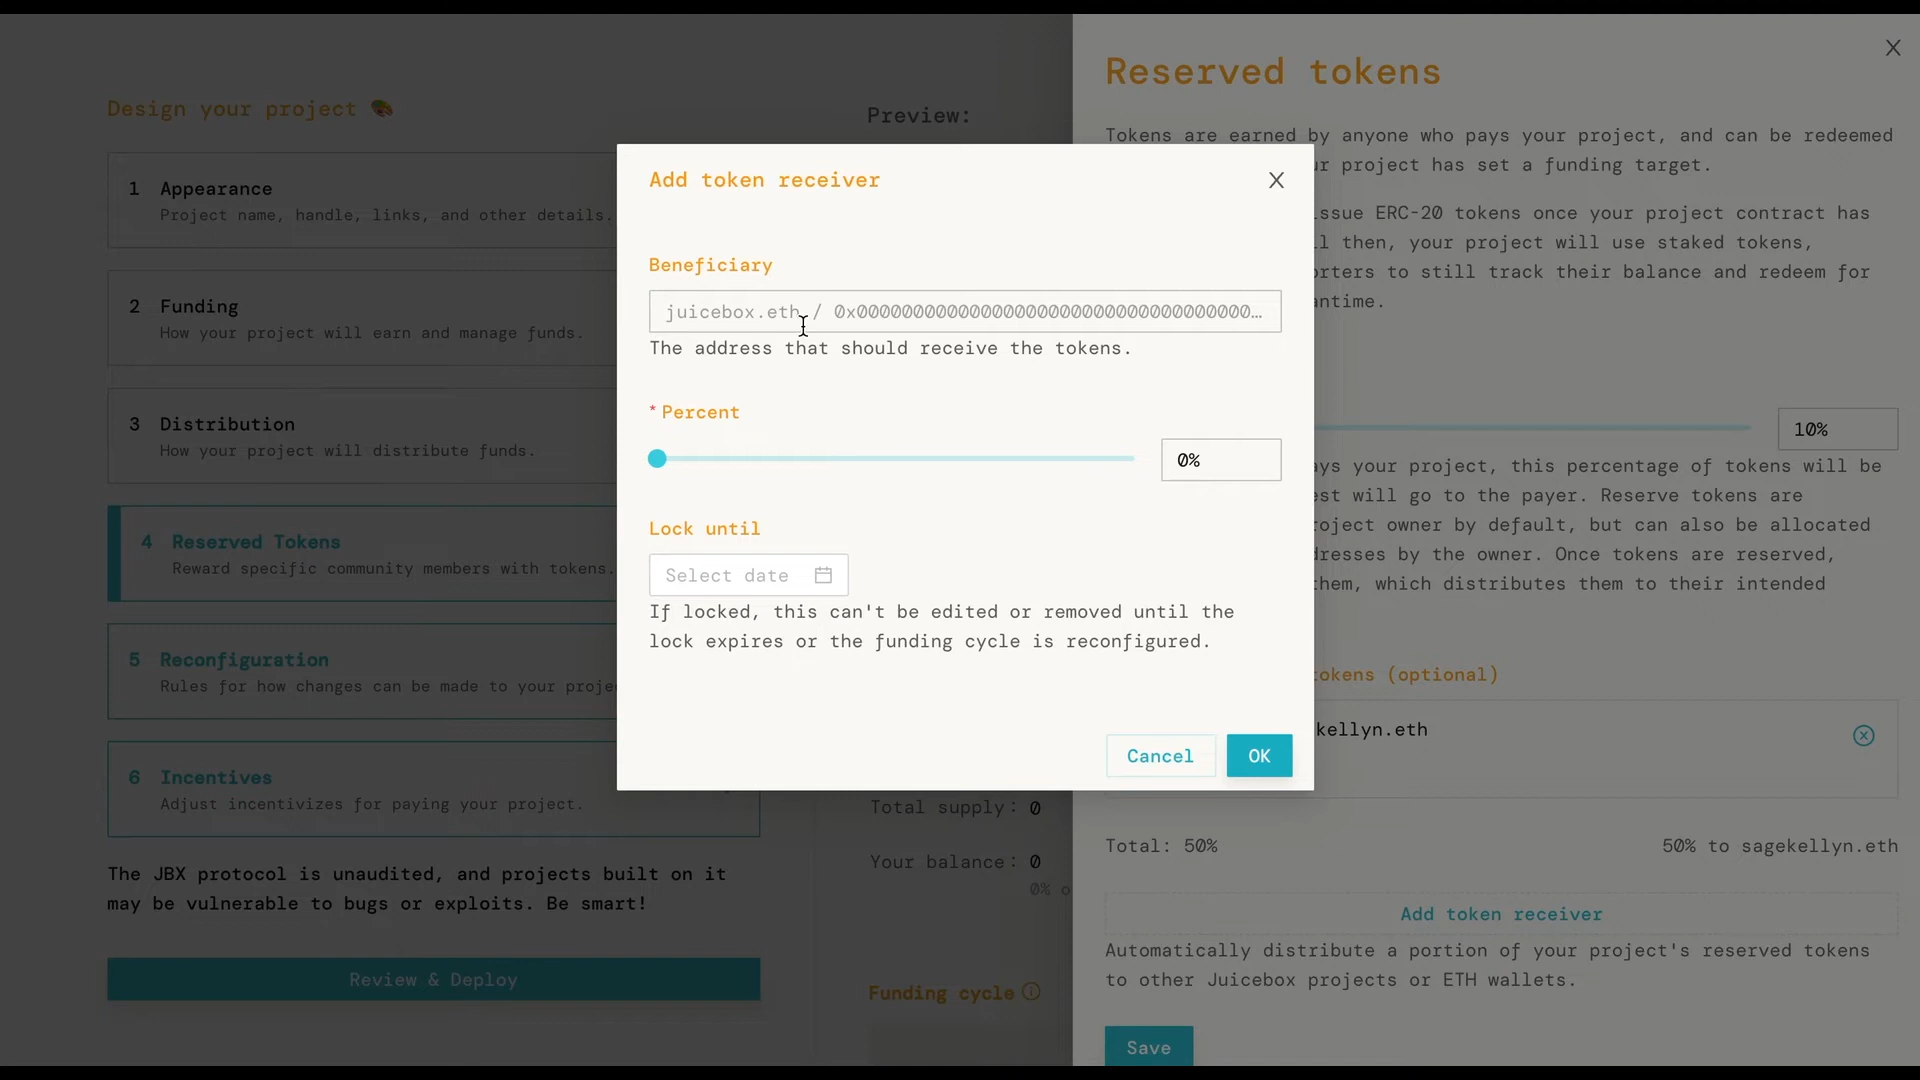 Design your project
1 Appearance
Project name, handle, links, and other details.
2 Funding
How your project will earn and manage funds.
3 Distribution
How your project will distribute funds.
4 Reserved Tokens
Reward specific community members with tokens.
5 Reconfiguration
Rules for how changes can be made to your
6 Incentives
Adjust incentivizes for paying your project.
The JBX protocol is unaudited, and projects built on it
may be vulnerable to bugs or exploits. Be smart!
Review & Deploy
Preview:
Total supply: 0
Your balance: 0
0%
Funding cycle
Add token receiver
X
Beneficiary
juicebox.eth / 0x00000000000000000000000000000000000...
The address that should receive the tokens.
* Percent
0%
Lock until
Select date
If locked, this can't be edited or removed until the
lock expires or the funding cycle is reconfigured.
Cancel
OK
X
Reserved tokens
Tokens are earned by anyone who pays your project, and can be redeemed
project has set a funding target.
ERC-20 tokens once your project contract has
then, your project will use staked tokens,
to still track their balance and redeem for
10%
your project, this percentage of tokens will be
will go to the payer. Reserve tokens are
owner by default, but can also be allocated
by the owner. Once tokens are reserved,
which distributes them to their intended
(optional)
kellyn.eth
Total: 50%
50% to sagekellyn.eth
Add token receiver
Automatically distribute a portion of your project's reserved tokens
to other Juicebox projects or ETH wallets.
Save